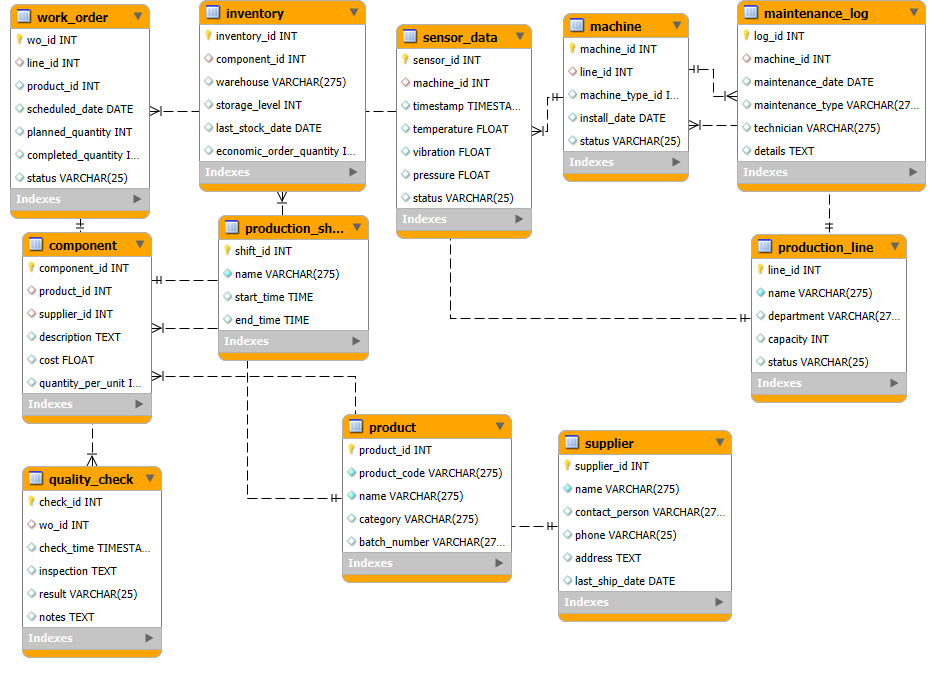 work_order
wo_id INT
line_id INT
product_id INT
scheduled_date DATE
planned_quantity INT
completed_quantity I...
status VARCHAR(25)
Indexes
inventory
inventory_id INT
component_id INT
warehouse VARCHAR(275)
storage_level INT
last_stock_date DATE
economic_order_quantity I...
Indexes
sensor_data
sensor_id INT
machine_id INT
timestamp TIMESTA...
temperature FLOAT
vibration FLOAT
pressure FLOAT
status VARCHAR(25)
Indexes
machine
machine_id INT
line_id INT
machine_type_id I...
install_date DATE
status VARCHAR(25)
Indexes
maintenance_log
log_id INT
machine_id INT
maintenance_date DATE
maintenance_type VARCHAR(27...
technician VARCHAR(275)
details TEXT
Indexes
component
component_id INT
product_id INT
supplier_id INT
description TEXT
cost FLOAT
quantity_per_unit I...
Indexes
production_sh...
shift_id INT
name VARCHAR(275)
start_time TIME
end_time TIME
Indexes
production_line
line_id INT
name VARCHAR(275)
department VARCHAR(27...
capacity INT
status VARCHAR(25)
Indexes
quality_check
check_id INT
wo_id INT
check_time TIMESTA...
inspection TEXT
result VARCHAR(25)
notes TEXT
Indexes
product
product_id INT
product_code VARCHAR(275)
name VARCHAR(275)
category VARCHAR(275)
batch_number VARCHAR(27...
Indexes
supplier
supplier_id INT
name VARCHAR(275)
contact_person VARCHAR(27...
phone VARCHAR(25)
address TEXT
last_ship_date DATE
Indexes